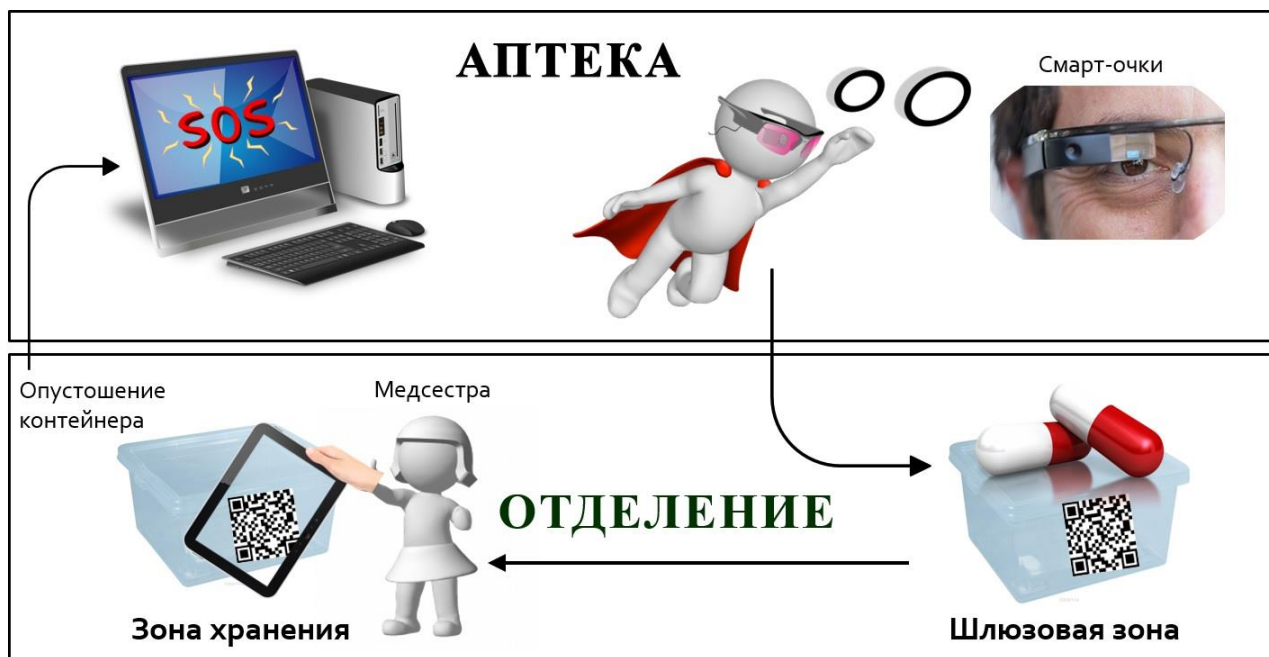 АПТЕКА
Смарт-очки
SOS
Опустошение
контейнера
Медсестра
ОТДЕЛЕНИЕ
Зона хранения
Шлюзовая зона